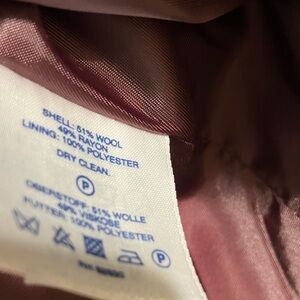 SHELL: 51% WOOL
49% RAYON
LINING: 100% POLYESTER
DRY CLEAN
P
OBERSTOFF: 51% WOLLE
49% VISKOSE
FUTTER: 100% POLYESTER
P